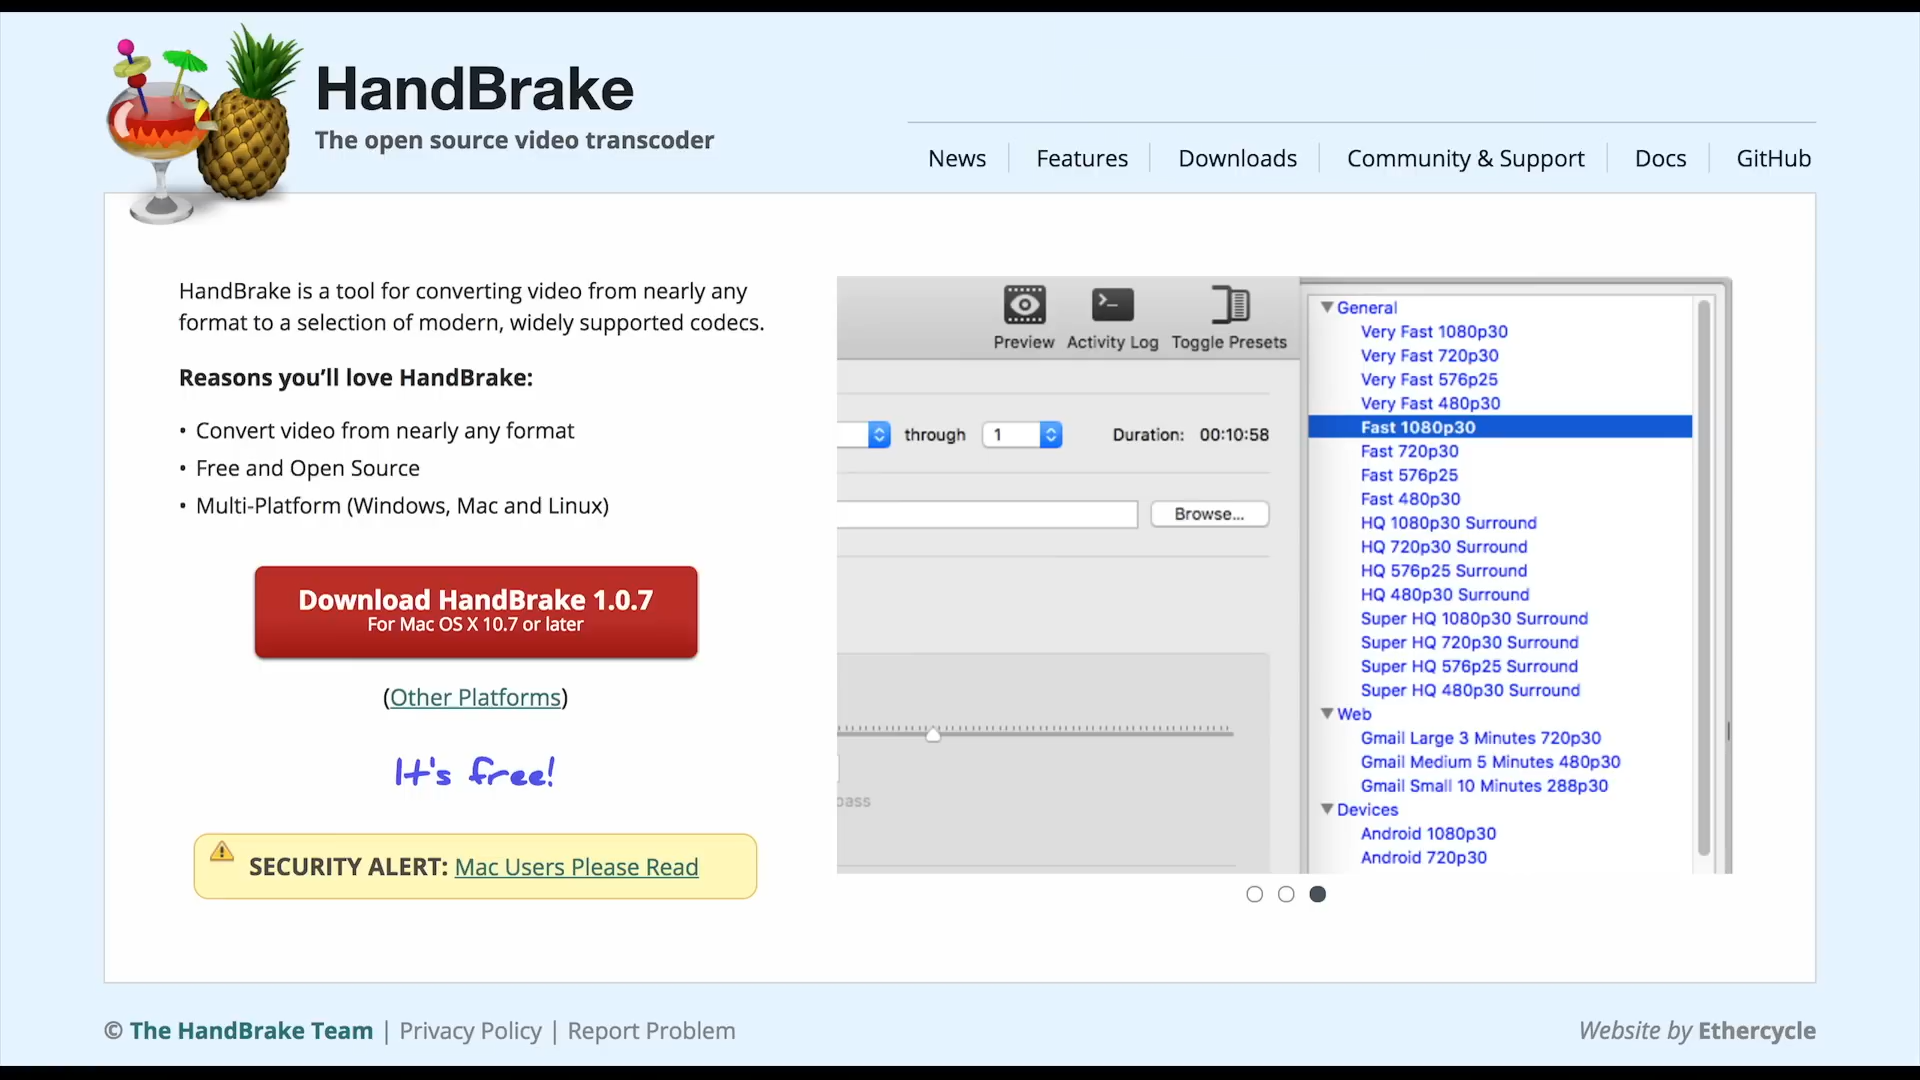 HandBrake
The open source video transcoder
News
Features
Downloads
Community & Support
Docs
GitHub
HandBrake is a tool for converting video from nearly any
format to a selection of modern, widely supported codecs.
Reasons you’ll love HandBrake:
• Convert video from nearly any format
• Free and Open Source
• Multi-Platform (Windows, Mac and Linux)
Download HandBrake 1.0.7
For Mac OS X 10.7 or later
(Other Platforms)
It's free!
SECURITY ALERT: Mac Users Please Read
Preview
Activity Log
Toggle Presets
through 1 Duration: 00:10:58
Browse...
General
Very Fast 1080p30
Very Fast 720p30
Very Fast 576p25
Very Fast 480p30
Fast 1080p30
Fast 720p30
Fast 576p25
Fast 480p30
HQ 1080p30 Surround
HQ 720p30 Surround
HQ 576p25 Surround
HQ 480p30 Surround
Super HQ 1080p30 Surround
Super HQ 720p30 Surround
Super HQ 576p25 Surround
Super HQ 480p30 Surround
Web
Gmail Large 3 Minutes 720p30
Gmail Medium 5 Minutes 480p30
Gmail Small 10 Minutes 288p30
Devices
Android 1080p30
Android 720p30
© The HandBrake Team | Privacy Policy | Report Problem
Website by Ethercycle